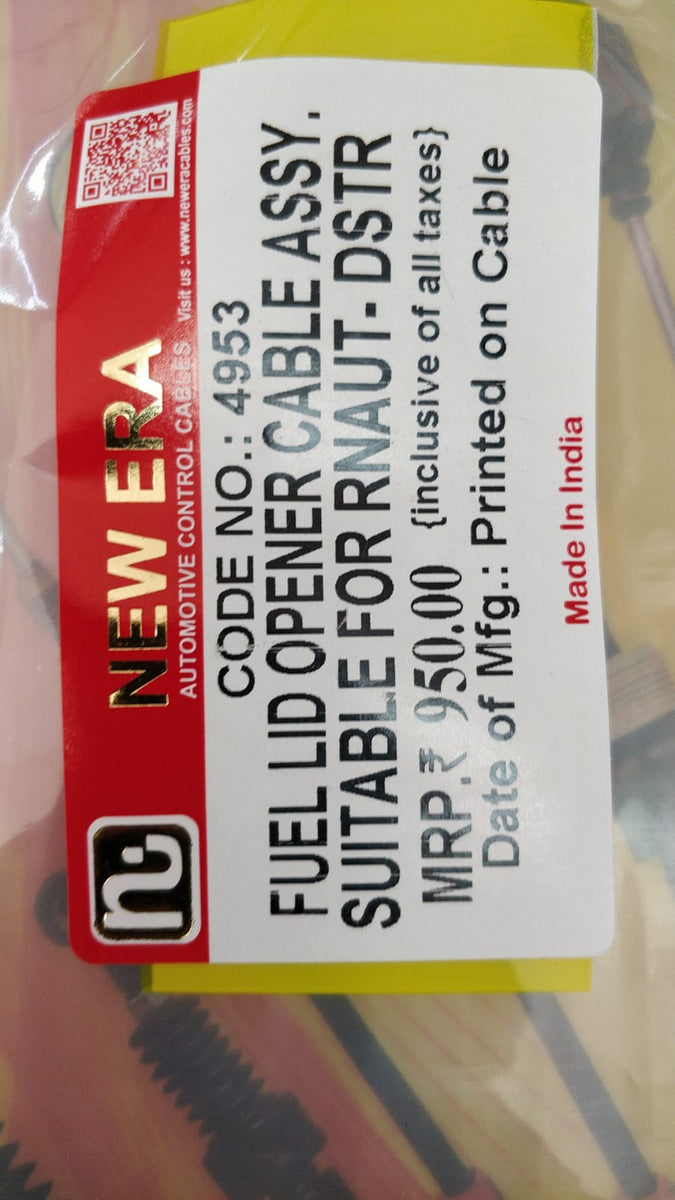 NEW ERA
AUTOMOTIVE CONTROL CABLES Visit us : www.neweracables.com
CODE NO.: 4953
FUEL LID OPENER CABLE ASSY.
SUITABLE FOR RNAUT- DSTR
MRP.₹ 950.00 {inclusive of all taxes}
Date of Mfg.: Printed on Cable
Made In India